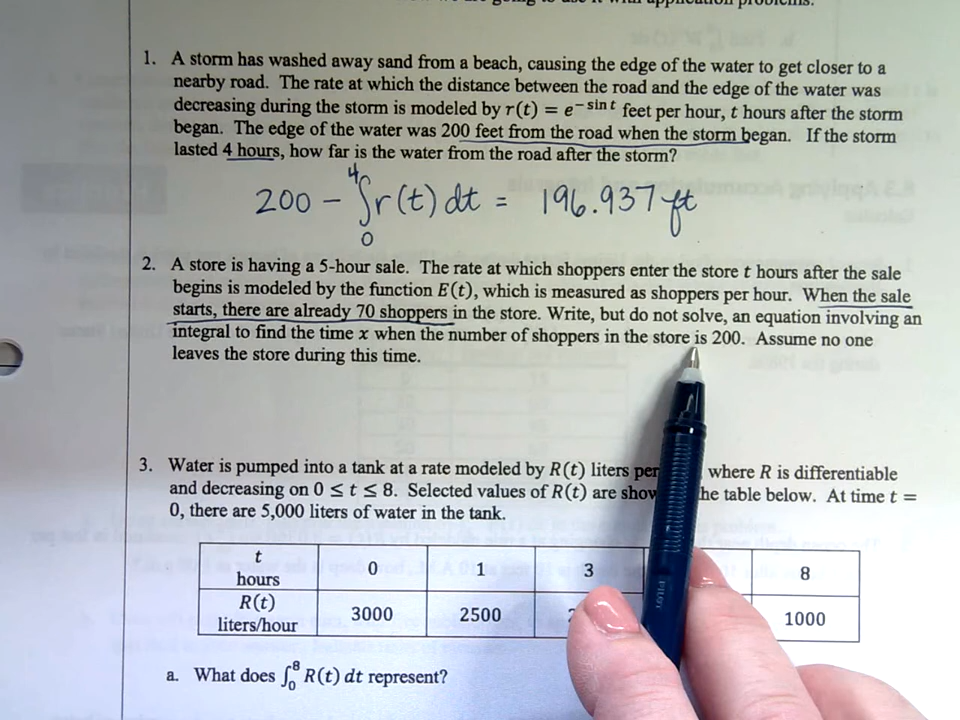 1. A storm has washed away sand from a beach, causing the edge of the water to get closer to a
nearby road. The rate at which the distance between the road and the edge of the water was
decreasing during the storm is modeled by r(t) = e^{-sin t} feet per hour, t hours after the storm
began. The edge of the water was 200 feet from the road when the storm began. If the storm
lasted 4 hours, how far is the water from the road after the storm?
200 - ∫_0^4 r(t) dt = 196.937 ft
2. A store is having a 5-hour sale. The rate at which shoppers enter the store t hours after the sale
begins is modeled by the function E(t), which is measured as shoppers per hour. When the sale
starts, there are already 70 shoppers in the store. Write, but do not solve, an equation involving an
integral to find the time x when the number of shoppers in the store is 200. Assume no one
leaves the store during this time.
3. Water is pumped into a tank at a rate modeled by R(t) liters per where R is differentiable
and decreasing on 0 ≤ t ≤ 8. Selected values of R(t) are the table below. At time t =
0, there are 5,000 liters of water in the tank.
t hours 0 1 3 8
R(t) liters/hour 3000 2500 1000
a. What does ∫_0^8 R(t) dt represent?